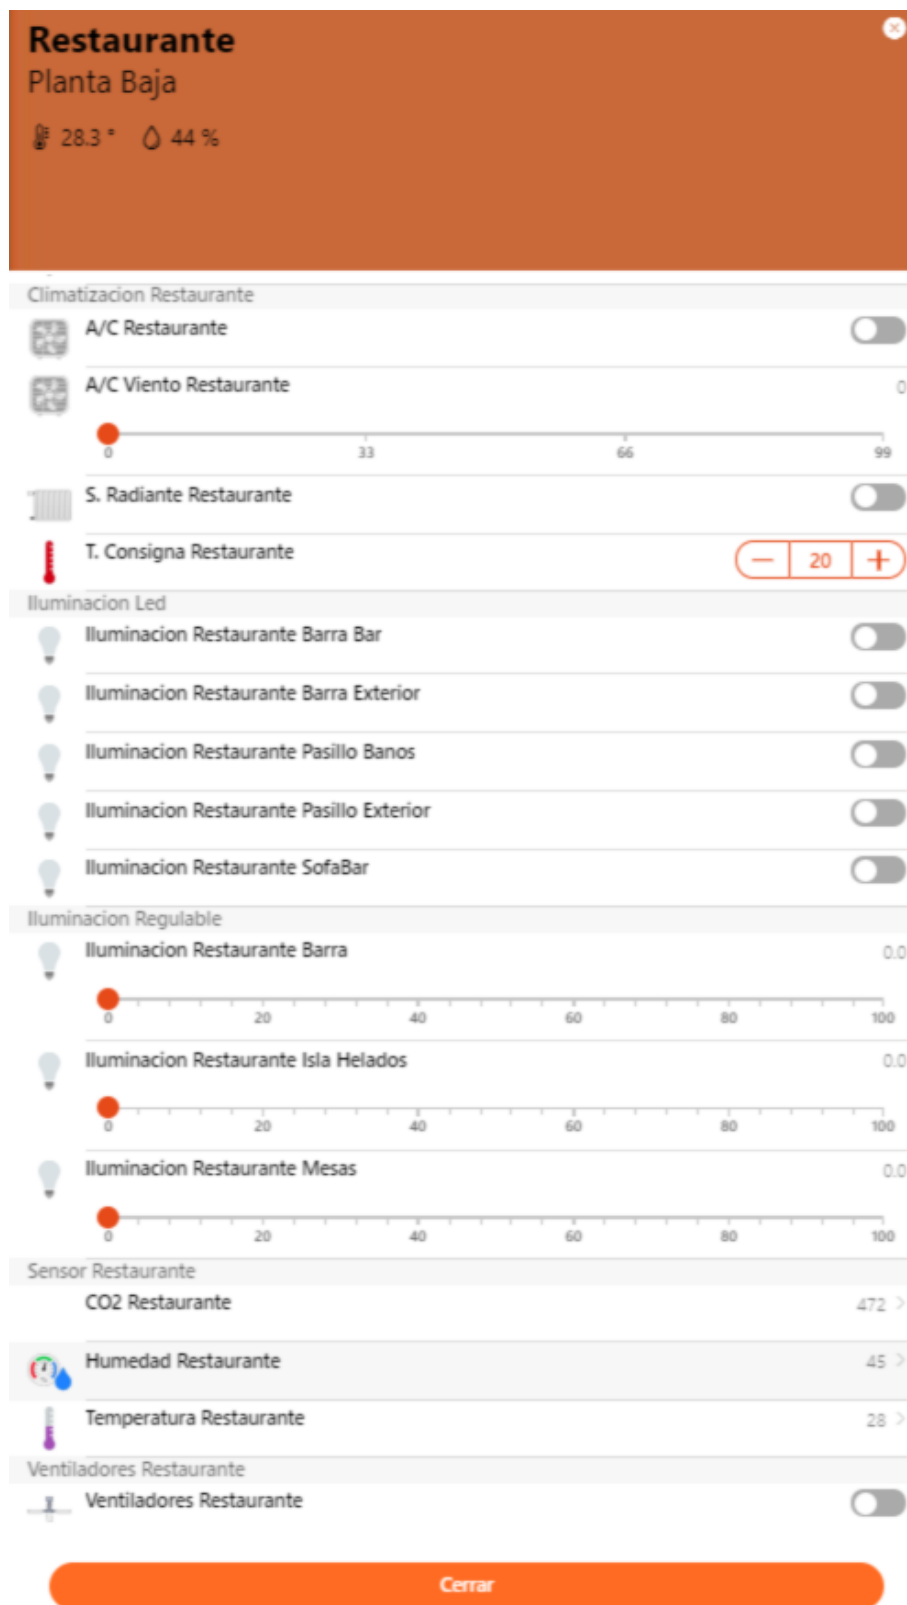 Restaurante
Planta Baja
28.3 ° 44 %
Climatizacion Restaurante
A/C Restaurante
A/C Viento Restaurante 0
0 33 66 99
S. Radiante Restaurante
T. Consigna Restaurante — 20 +
Iluminacion Led
Iluminacion Restaurante Barra Bar
Iluminacion Restaurante Barra Exterior
Iluminacion Restaurante Pasillo Banos
Iluminacion Restaurante Pasillo Exterior
Iluminacion Restaurante SofaBar
Iluminacion Regulable
Iluminacion Restaurante Barra 0.0
0 20 40 60 80 100
Iluminacion Restaurante Isla Helados 0.0
0 20 40 60 80 100
Iluminacion Restaurante Mesas 0.0
0 20 40 60 80 100
Sensor Restaurante
CO2 Restaurante 472 >
Humedad Restaurante 45 >
Temperatura Restaurante 28 >
Ventiladores Restaurante
Ventiladores Restaurante
Cerrar